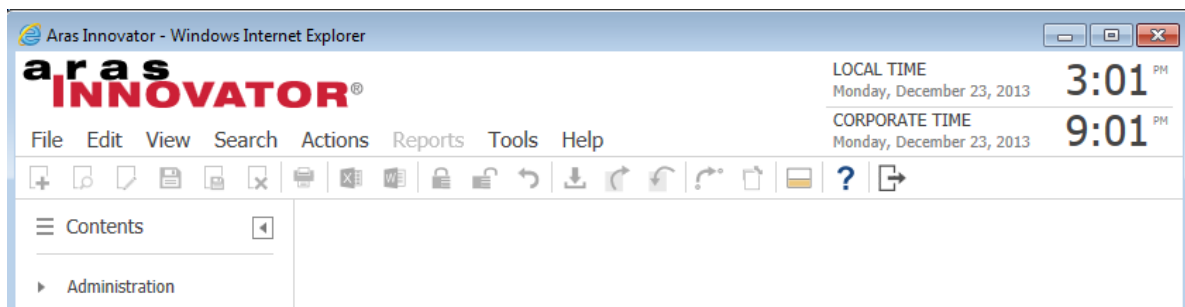 Aras Innovator - Windows Internet Explorer
aras
INNOVATOR®
LOCAL TIME
Monday, December 23, 2013
3:01 PM
CORPORATE TIME
Monday, December 23, 2013
9:01 PM
File Edit View Search Actions Reports Tools Help
X W ?
Contents
Administration